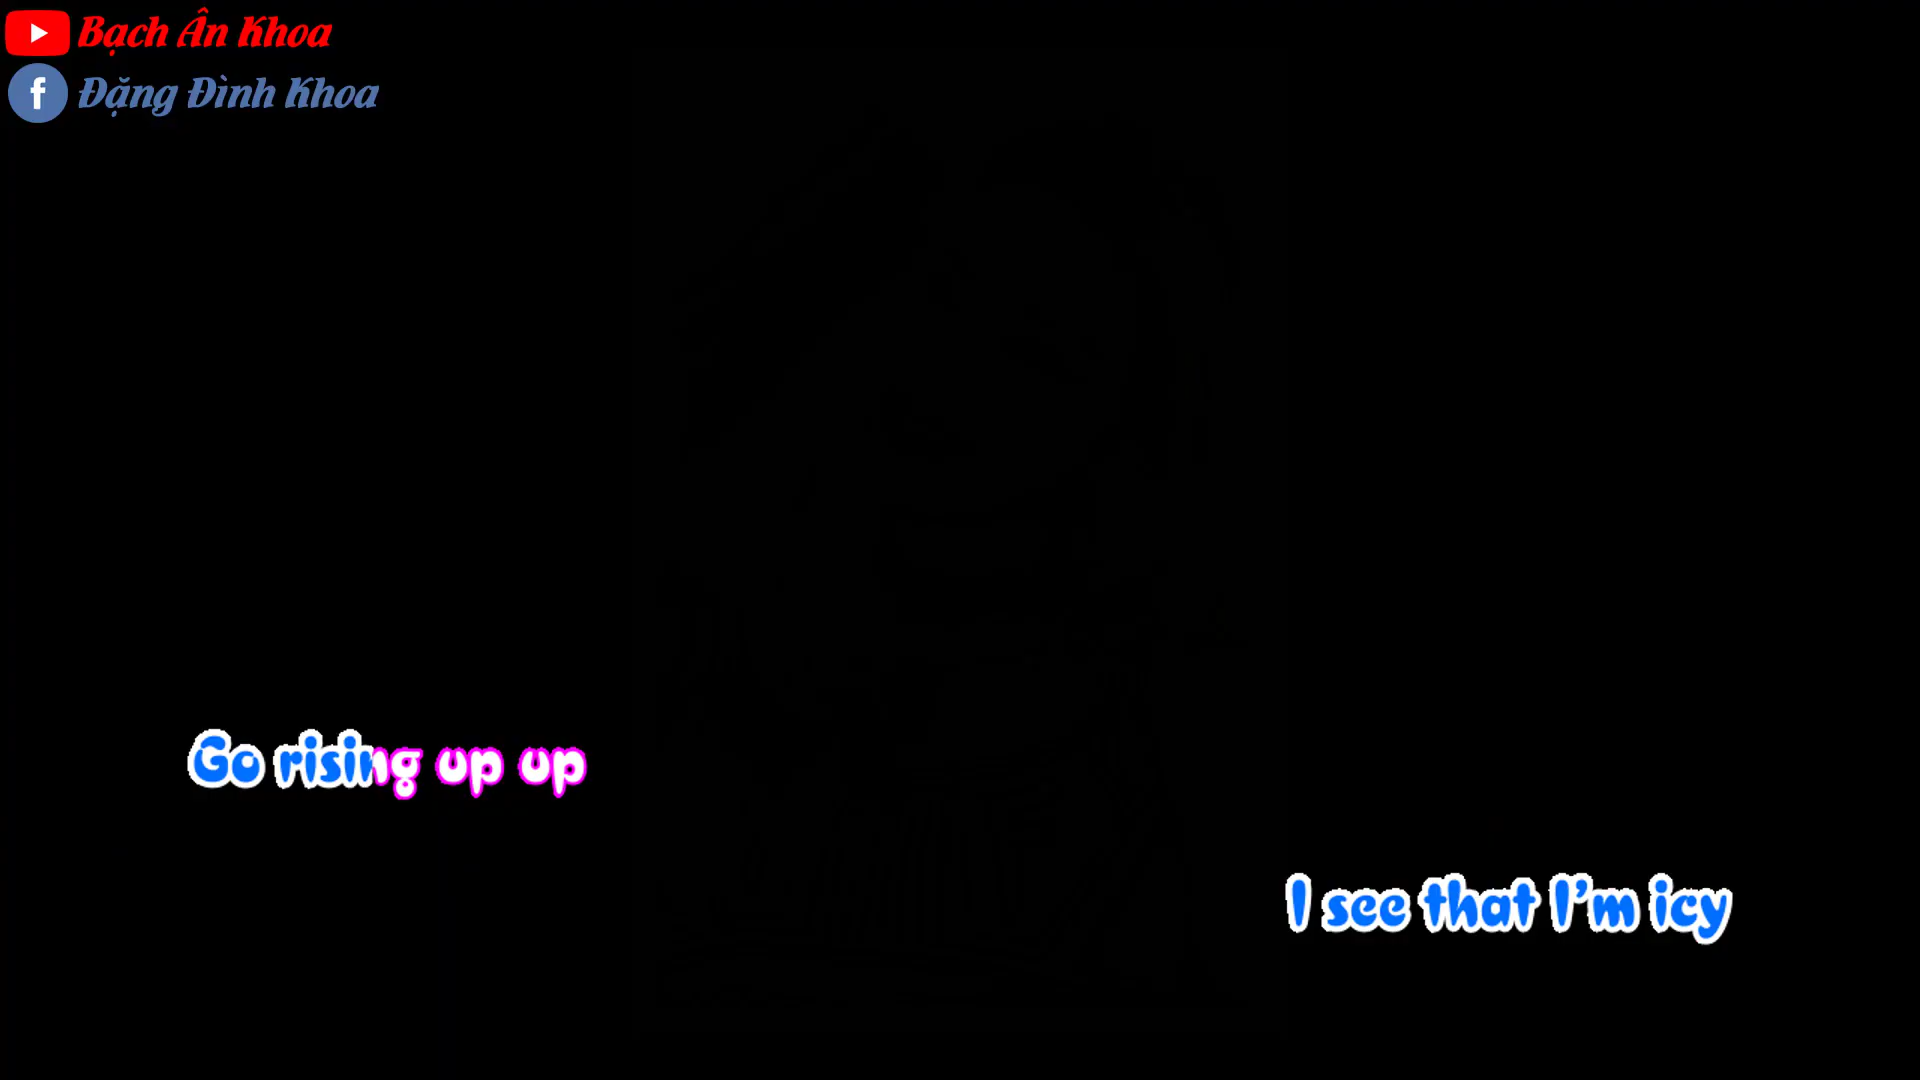 Bạch Ân Khoa
Đặng Đình Khoa
Go rising up up
I see that I'm icy